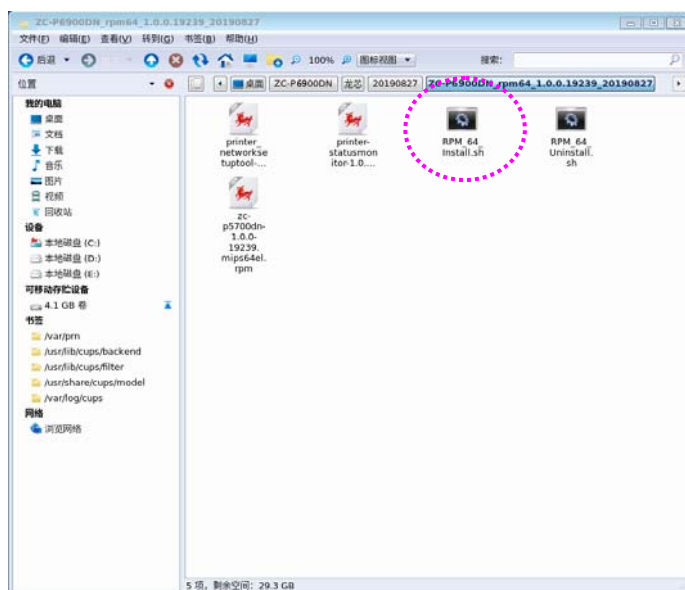 ZC-P6900DN_rpm64_1.0.0.19239_20190827
文件(F) 编辑(E) 查看(V) 转到(G) 书签(B) 帮助(H)
后退 100% 图标视图 搜索:
位置 桌面 ZC-P6900DN 龙芯 20190827 ZC-P6900DN_rpm64_1.0.0.19239_20190827
我的电脑
桌面
文档
下载
音乐
图片
视频
回收站
设备
本地磁盘 (C:)
本地磁盘 (D:)
本地磁盘 (E:)
可移动存贮设备
4.1 GB 卷
书签
/var/prn
/usr/lib/cups/backend
/usr/lib/cups/filter
/usr/share/cups/model
/var/log/cups
网络
浏览网络
printer_
networkse
tuptool-...
printer-
statusmon
itor-1.0....
RPM_64_
Install.sh
RPM_64_
Uninstall.
sh
zc-
p5700dn-
1.0.0-
19239.
mips64el.
rpm
5 项, 剩余空间: 29.3 GB